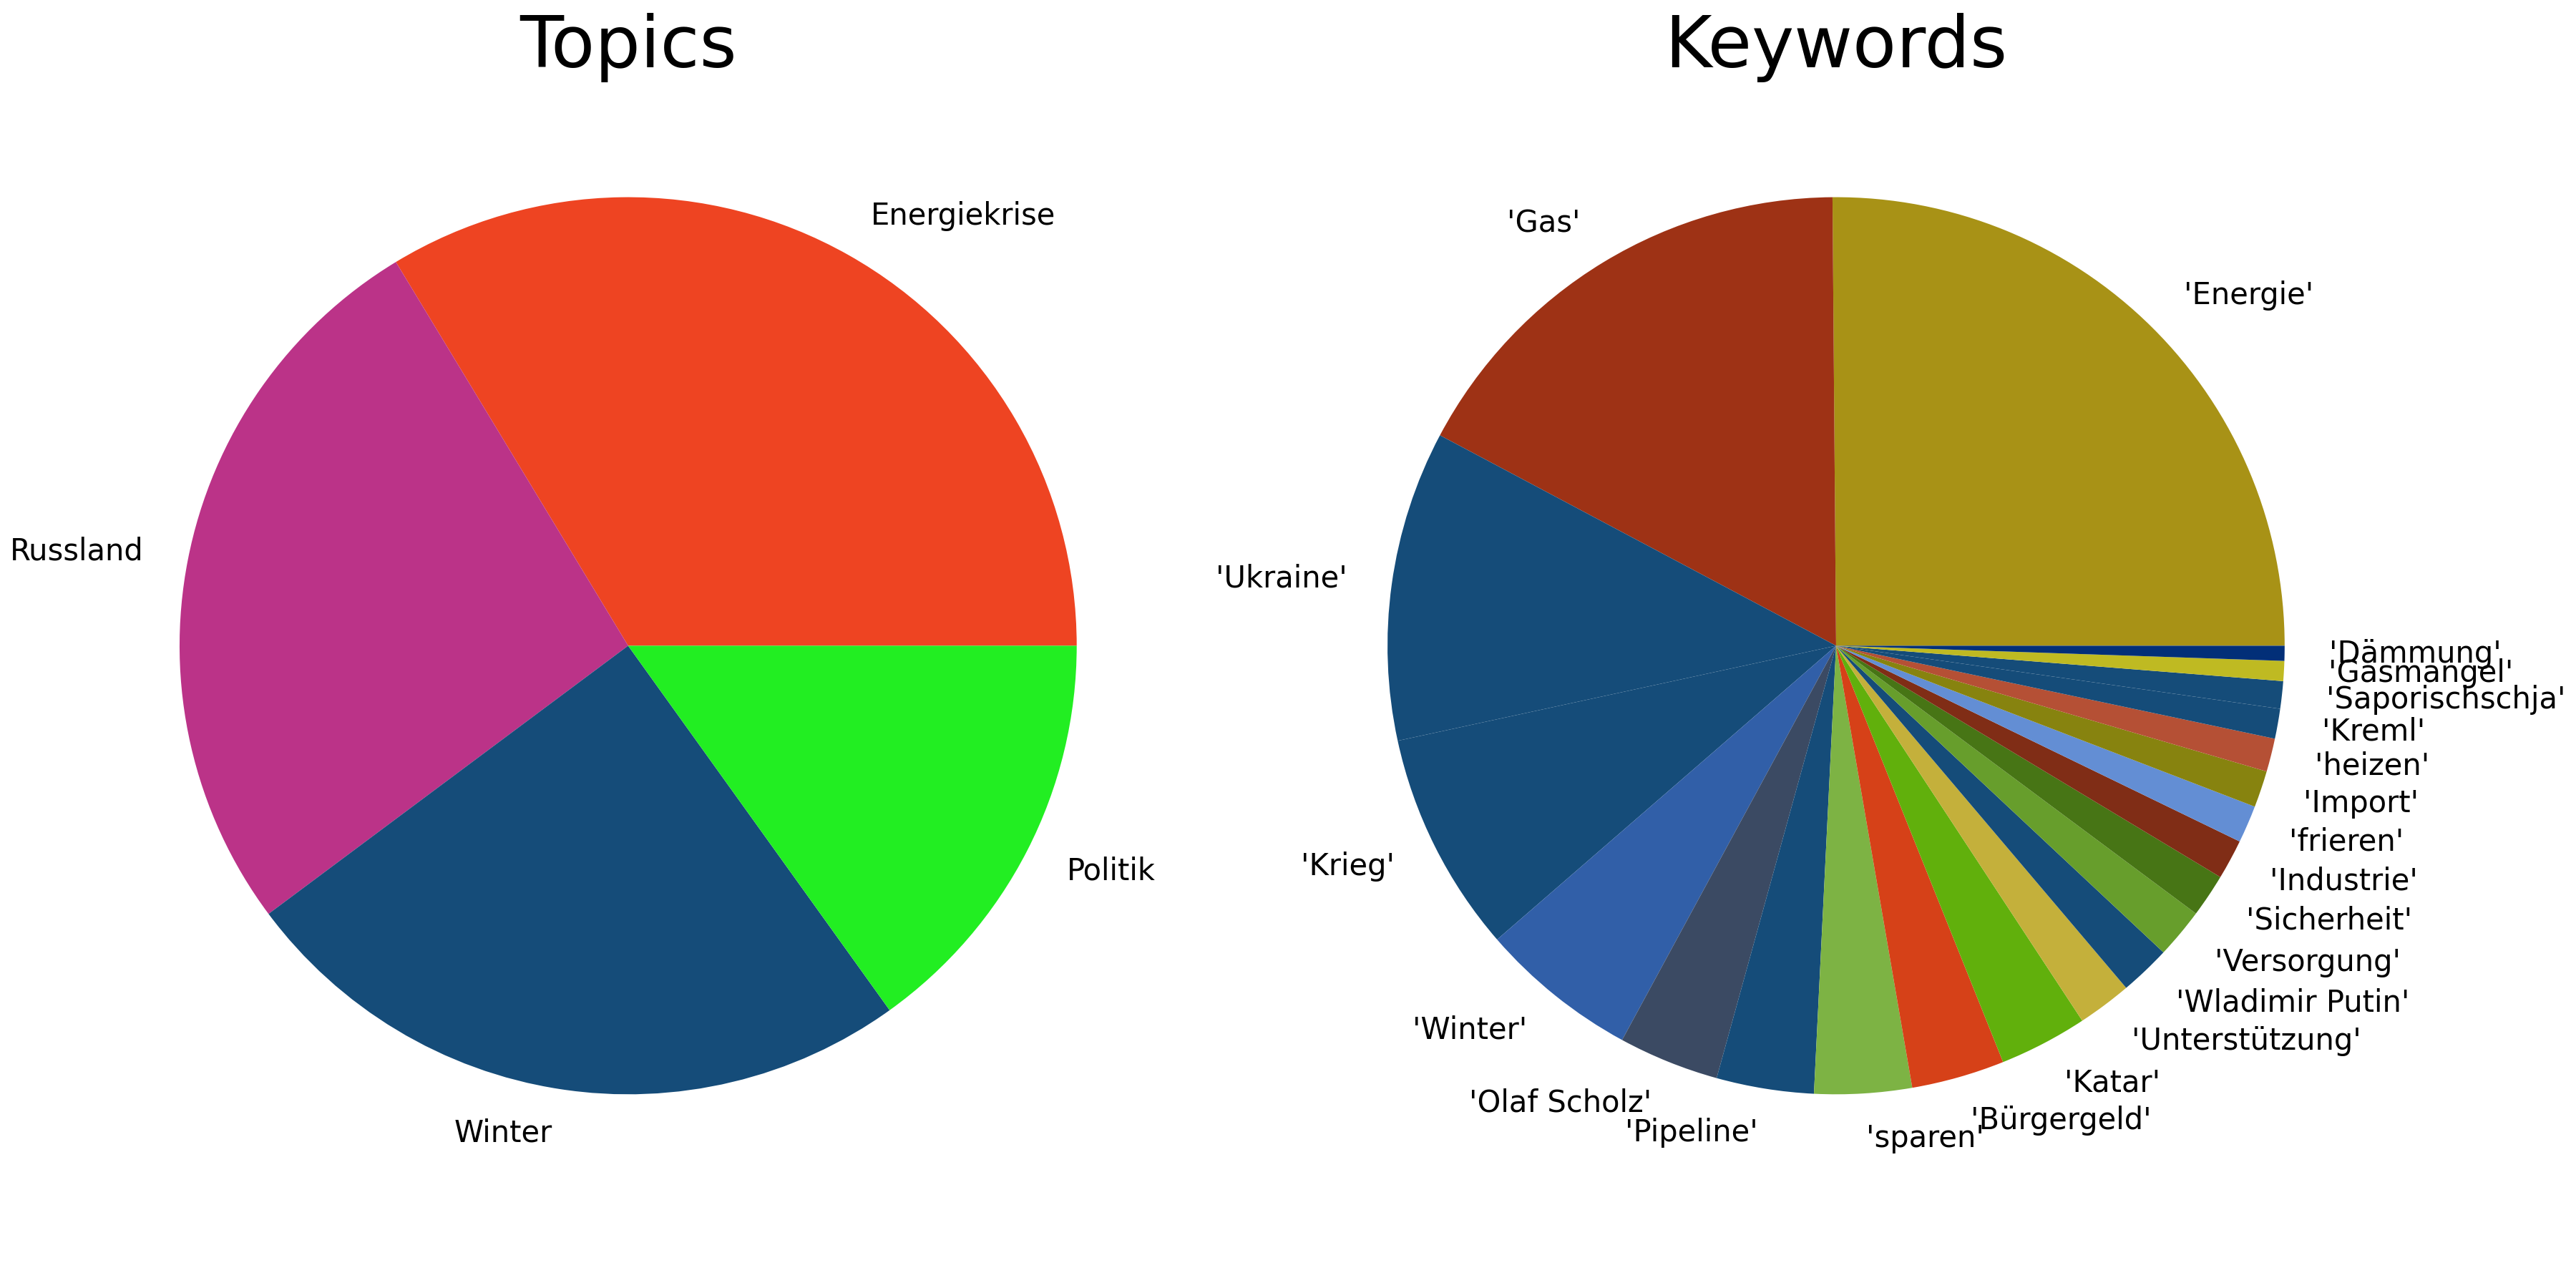 Topics
Energiekrise
Russland
Winter
Politik
Keywords
'Energie'
'Gas'
'Ukraine'
'Krieg'
'Winter'
'Olaf Scholz'
'Pipeline'
'sparen'
'Bürgergeld'
'Katar'
'Unterstützung'
'Wladimir Putin'
'Versorgung'
'Sicherheit'
'Industrie'
'frieren'
'Import'
'heizen'
'Kreml'
'Saporischschja'
'Gasmangel'
'Dämmung'